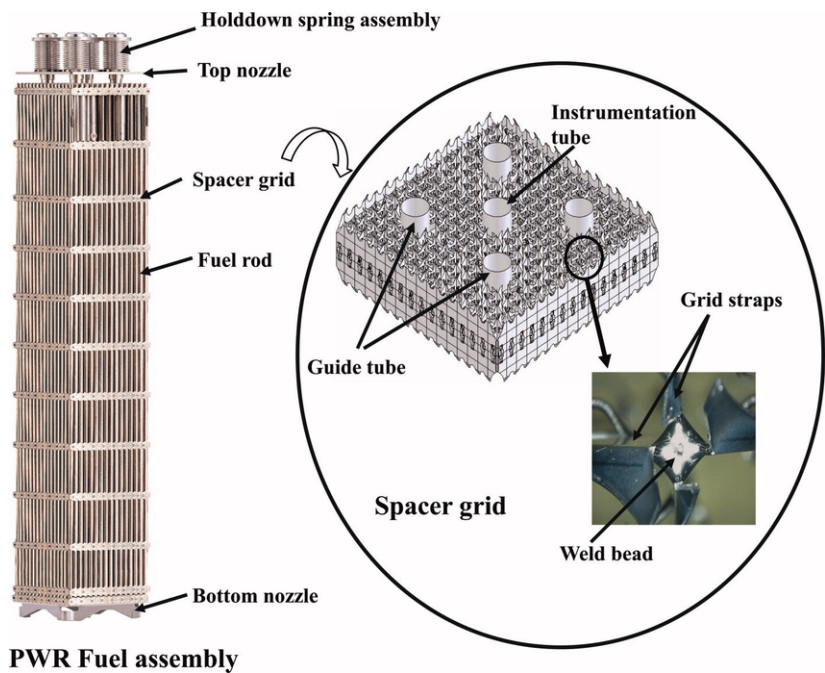 Holddown spring assembly
Top nozzle
Spacer grid
Fuel rod
Bottom nozzle
PWR Fuel assembly
Instrumentation
tube
Guide tube
Grid straps
Spacer grid
Weld bead